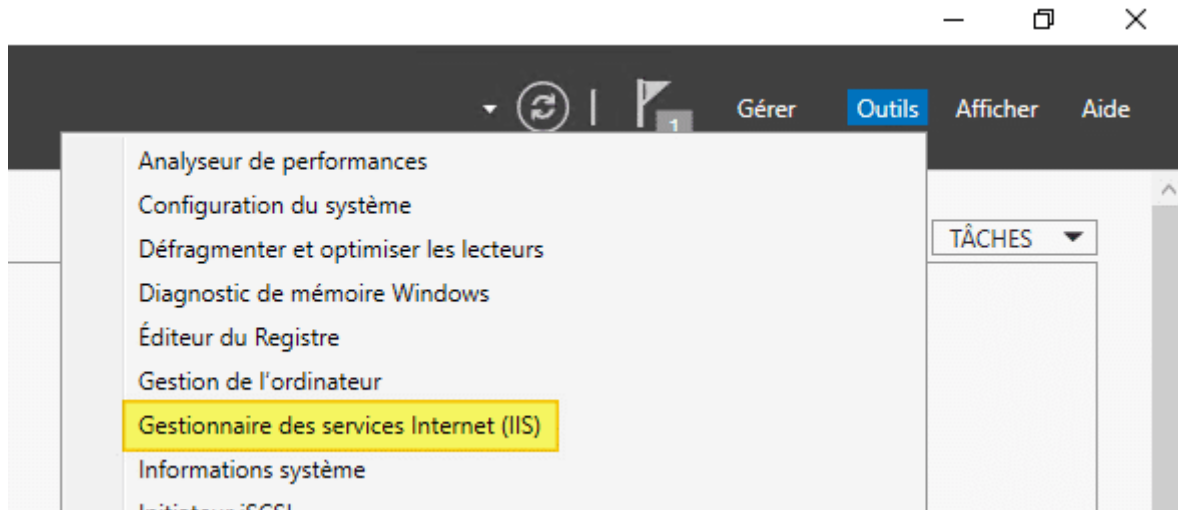 1 Gérer Outils Afficher Aide
Analyseur de performances
Configuration du système
Défragmenter et optimiser les lecteurs
TÂCHES
Diagnostic de mémoire Windows
Éditeur du Registre
Gestion de l'ordinateur
Gestionnaire des services Internet (IIS)
Informations système